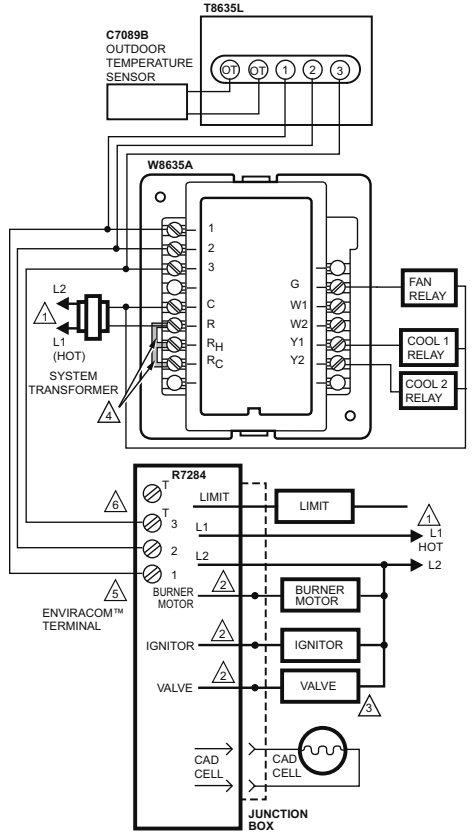 T8635L
C7089B
OUTDOOR
TEMPERATURE
SENSOR
OT OT 1 2 3
W8635A
1
2
3
C
R
RH
RC
G
W1
W2
Y1
Y2
FAN
RELAY
COOL 1
RELAY
COOL 2
RELAY
L2
1
L1
(HOT)
SYSTEM
TRANSFORMER
4
R7284
6
T
T
3
2
1
5
ENVIRACOM™
TERMINAL
LIMIT
LIMIT
1
L1
L1
HOT
L2
L2
BURNER
MOTOR
2
BURNER
MOTOR
IGNITOR
2
IGNITOR
VALVE
2
VALVE
3
CAD
CELL
CAD
CELL
JUNCTION
BOX